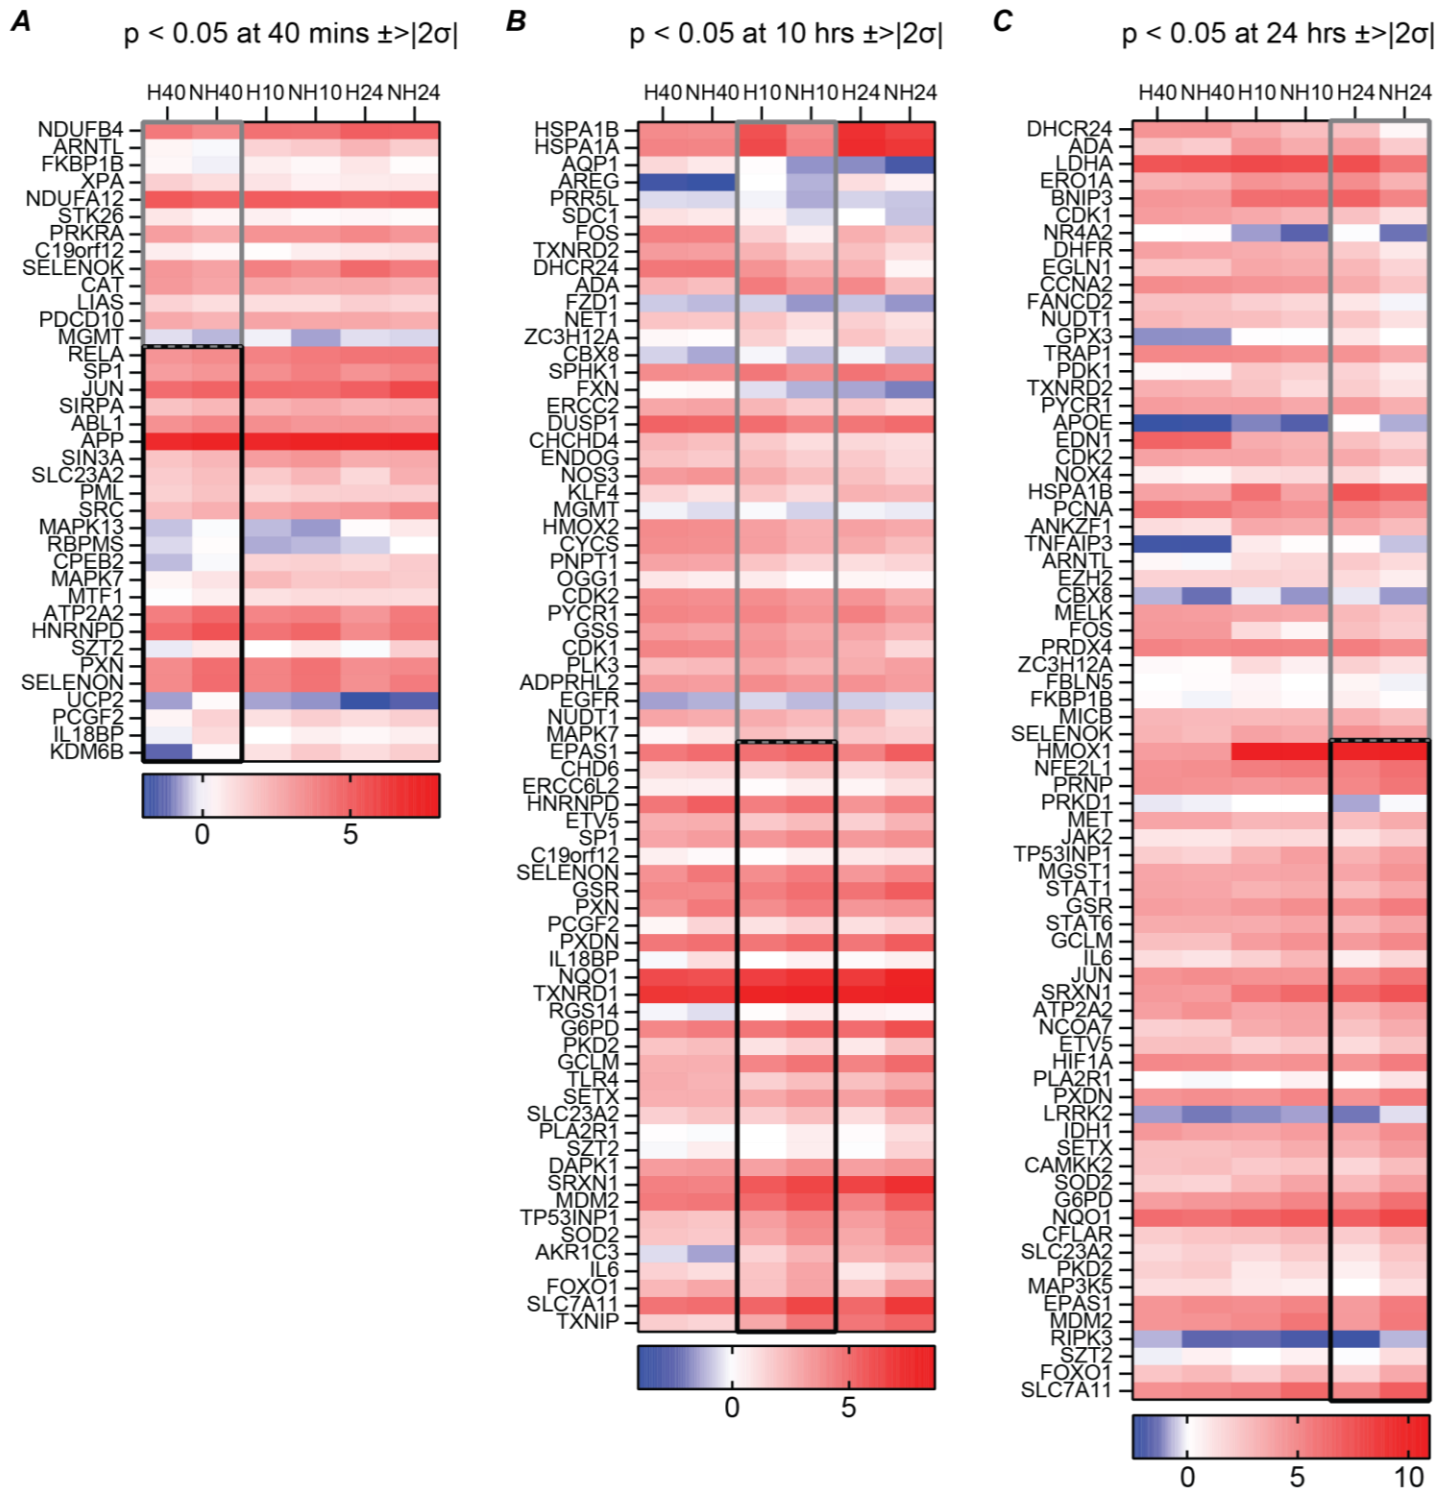 A
p < 0.05 at 40 mins ±>|2σ|
H40 NH40 H10 NH10 H24 NH24
NDUFB4
ARNTL
FKBP1B
XPA
NDUFA12
STK26
PRKRA
C19orf12
SELENOK
CAT
LIAS
PDCD10
MGMT
RELA
SP1
JUN
SIRPA
ABL1
APP
SIN3A
SLC23A2
PML
SRC
MAPK13
RBPMS
CPEB2
MAPK7
MTF1
ATP2A2
HNRNPD
SZT2
PXN
SELENON
UCP2
PCGF2
IL18BP
KDM6B
0 5
B
p < 0.05 at 10 hrs ±>|2σ|
H40 NH40 H10 NH10 H24 NH24
HSPA1B
HSPA1A
AQP1
AREG
PRR5L
SDC1
FOS
TXNRD2
DHCR24
ADA
FZD1
NET1
ZC3H12A
CBX8
SPHK1
FXN
ERCC2
DUSP1
CHCHD4
ENDOG
NOS3
KLF4
MGMT
HMOX2
CYCS
PNPT1
OGG1
CDK2
PYCR1
GSS
CDK1
PLK3
ADPRHL2
EGFR
NUDT1
MAPK7
EPAS1
CHD6
ERCC6L2
HNRNPD
ETV5
SP1
C19orf12
SELENON
GSR
PXN
PCGF2
PXDN
IL18BP
NQO1
TXNRD1
RGS14
G6PD
PKD2
GCLM
TLR4
SETX
SLC23A2
PLA2R1
SZT2
DAPK1
SRXN1
MDM2
TP53INP1
SOD2
AKR1C3
IL6
FOXO1
SLC7A11
TXNIP
0 5
C
p < 0.05 at 24 hrs ±>|2σ|
H40 NH40 H10 NH10 H24 NH24
DHCR24
ADA
LDHA
ERO1A
BNIP3
CDK1
NR4A2
DHFR
EGLN1
CCNA2
FANCD2
NUDT1
GPX3
TRAP1
PDK1
TXNRD2
PYCR1
APOE
EDN1
CDK2
NOX4
HSPA1B
PCNA
ANKZF1
TNFAIP3
ARNTL
EZH2
CBX8
MELK
FOS
PRDX4
ZC3H12A
FBLN5
FKBP1B
MICB
SELENOK
HMOX1
NFE2L1
PRNP
PRKD1
MET
JAK2
TP53INP1
MGST1
STAT1
GSR
STAT6
GCLM
IL6
JUN
SRXN1
ATP2A2
NCOA7
ETV5
HIF1A
PLA2R1
PXDN
LRRK2
IDH1
SETX
CAMKK2
SOD2
G6PD
NQO1
CFLAR
SLC23A2
PKD2
MAP3K5
EPAS1
MDM2
RIPK3
SZT2
FOXO1
SLC7A11
0 5 10